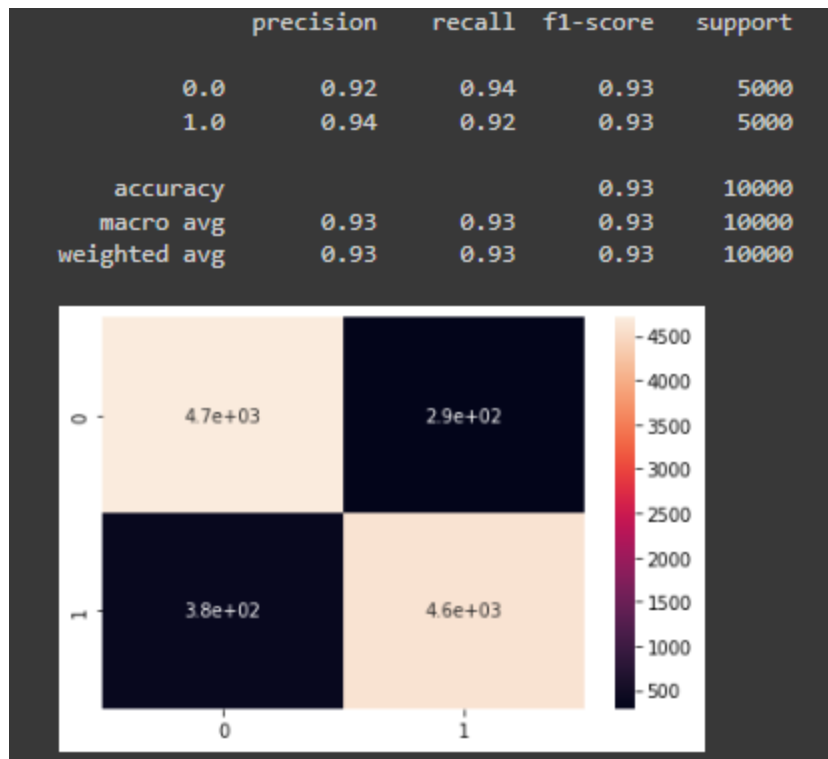 precision recall f1-score support
0.0 0.92 0.94 0.93 5000
1.0 0.94 0.92 0.93 5000
accuracy 0.93 10000
macro avg 0.93 0.93 0.93 10000
weighted avg 0.93 0.93 0.93 10000
4500
4000
3500
3000
2500
2000
1500
1000
500
0
4.7e+03 2.9e+02
1
3.8e+02 4.6e+03
0 1